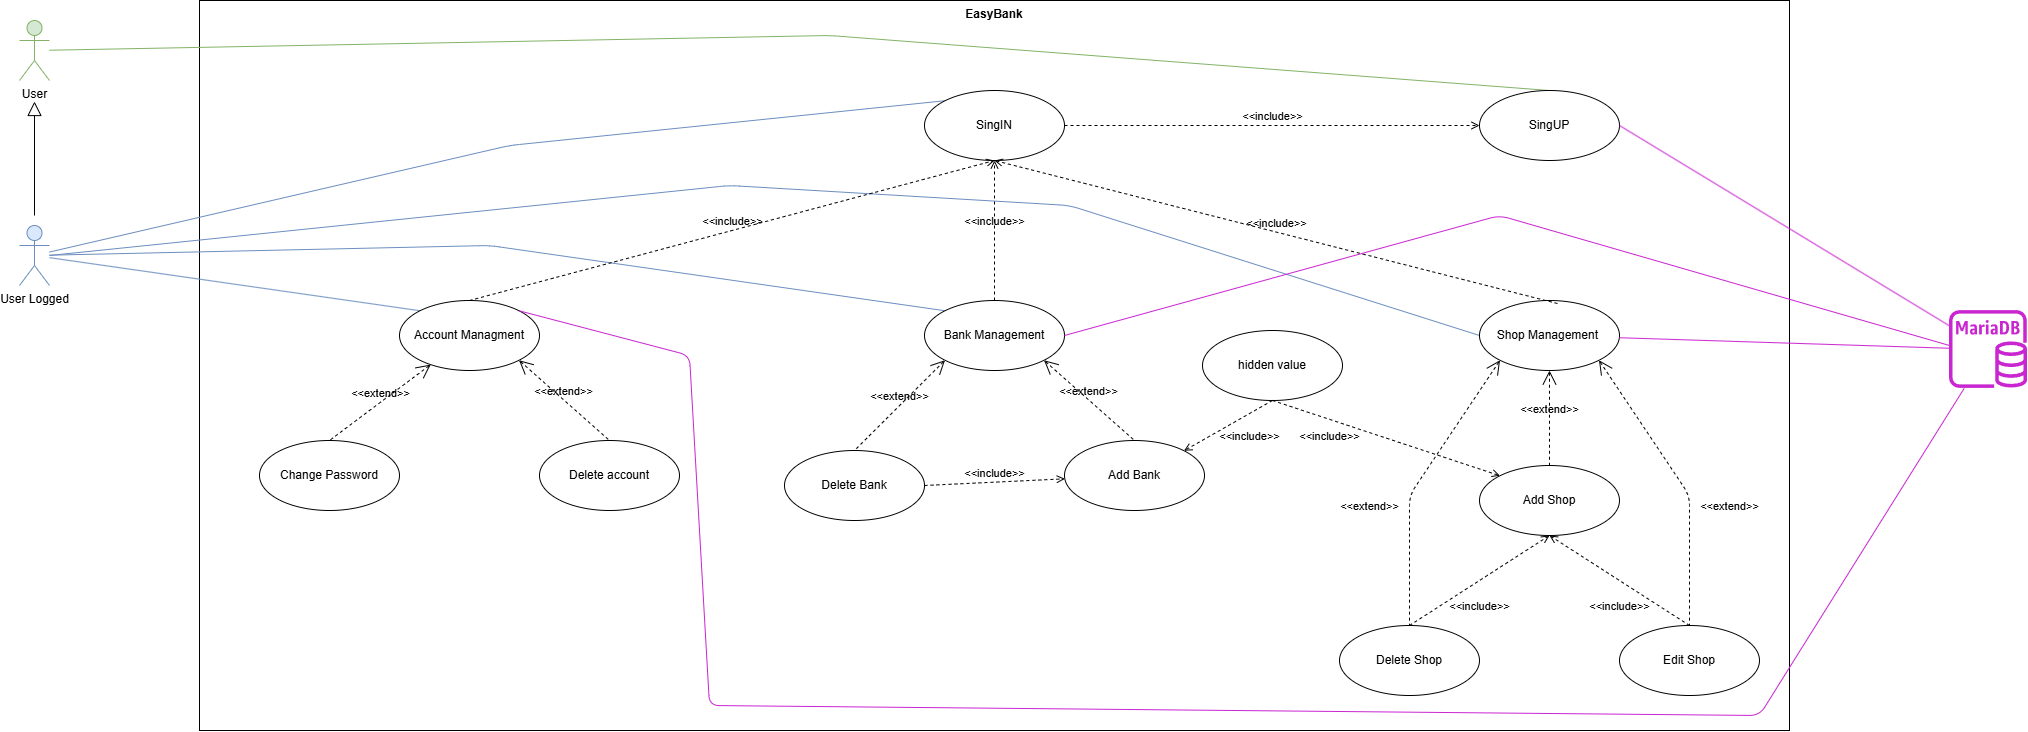 EasyBank
User
SingIN
<<include>>
SingUP
<<include>>
<<include>>
<<include>>
User Logged
Account Managment
Bank Management
Shop Management
MariaDB
hidden value
<<extend>>
<<extend>>
<<extend>>
<<extend>>
<<extend>>
<<include>>
<<include>>
Change Password
Delete account
Delete Bank
<<include>>
Add Bank
Add Shop
<<extend>>
<<extend>>
<<include>>
<<include>>
Delete Shop
Edit Shop